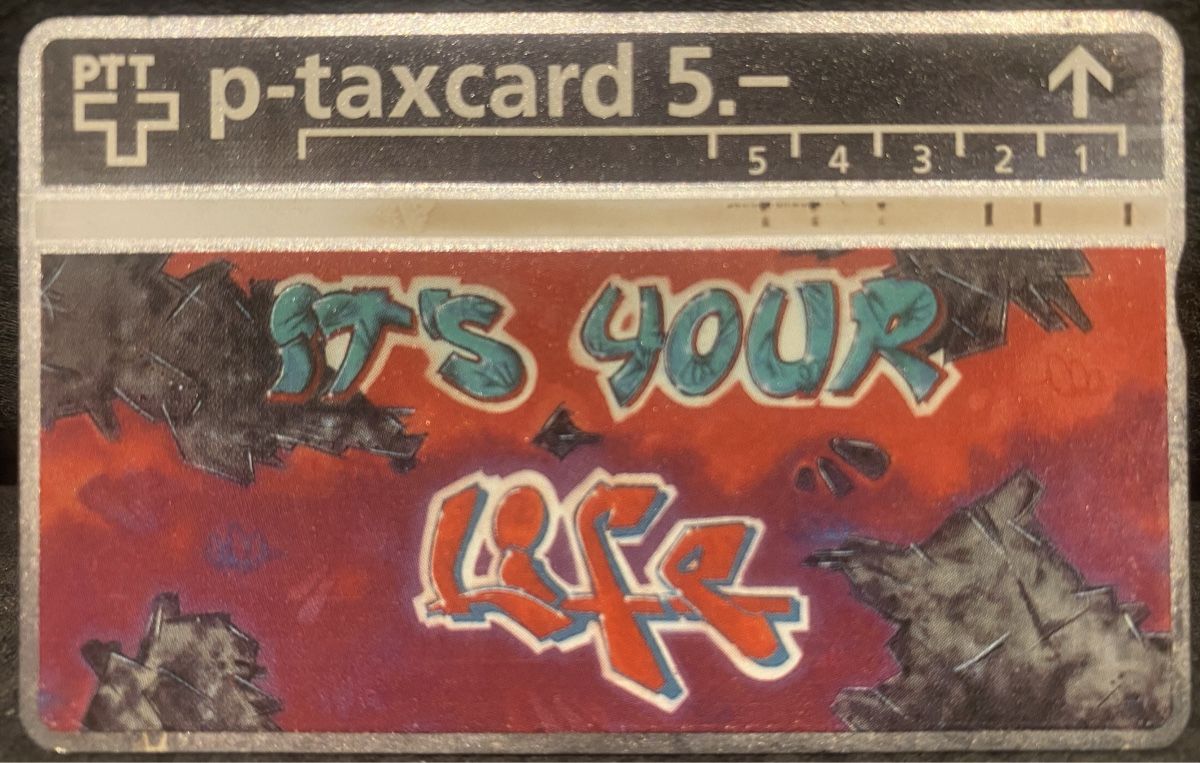 PTT
p-taxcard 5.–
5 4 3 2 1
IT'S YOUR
Life